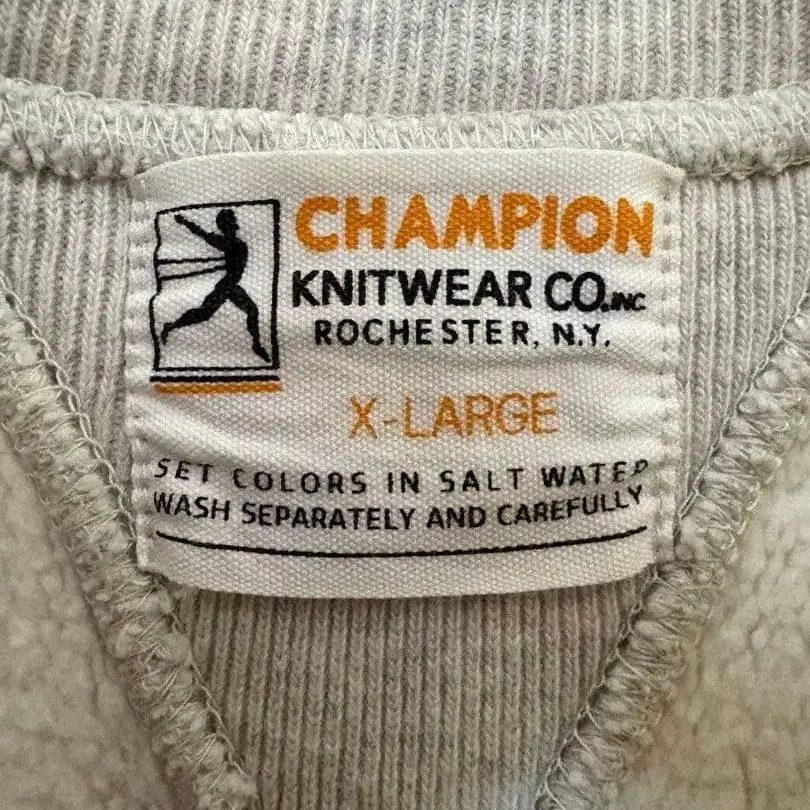 CHAMPION
KNITWEAR CO.INC
ROCHESTER, N.Y.
X-LARGE
SET COLORS IN SALT WATER
WASH SEPARATELY AND CAREFULLY